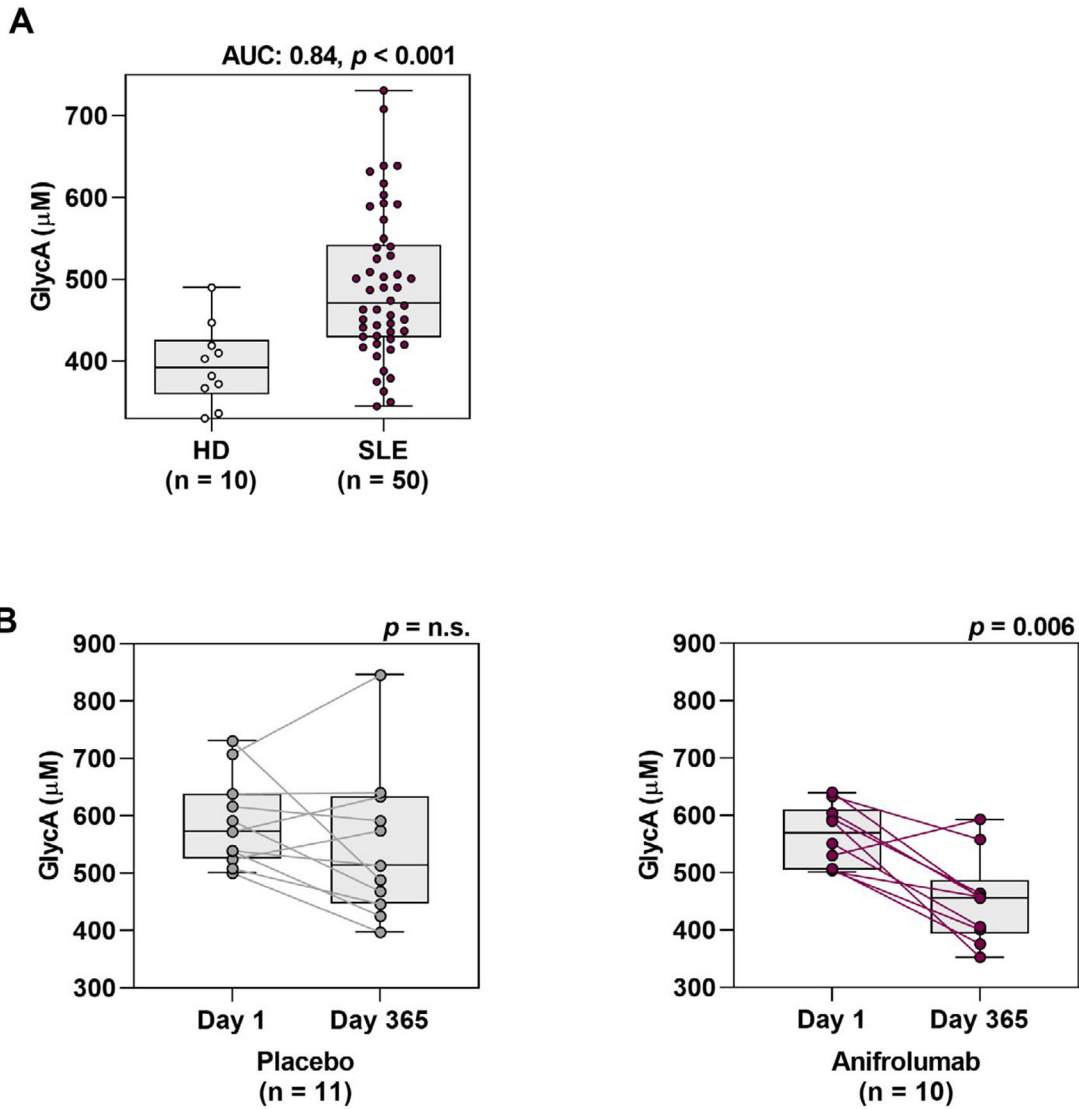 A
AUC: 0.84, p < 0.001
GlycA (μM)
700
600
500
400
HD
(n = 10)
SLE
(n = 50)
B
p = n.s.
GlycA (μM)
900
800
700
600
500
400
300
Day 1
Day 365
Placebo
(n = 11)
p = 0.006
GlycA (μM)
900
800
700
600
500
400
300
Day 1
Day 365
Anifrolumab
(n = 10)